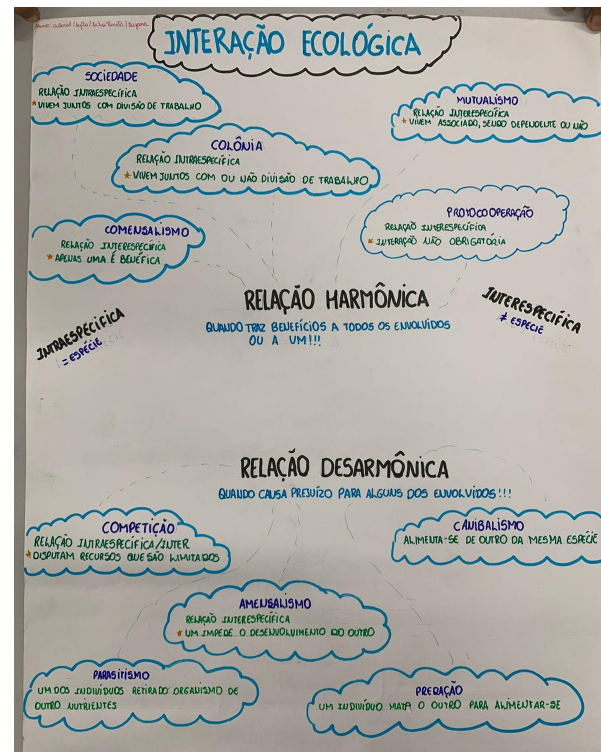 INTERAÇÃO ECOLÓGICA
SOCIEDADE
RELAÇÃO INTRAESPECÍFICA
* VIVEM JUNTOS COM DIVISÃO DE TRABALHO
MUTUALISMO
RELAÇÃO INTERESPECÍFICA
* VIVEM ASSOCIADO, SENDO DEPENDENTE OU NÃO
COLÔNIA
RELAÇÃO INTRAESPECÍFICA
* VIVEM JUNTOS COM OU NÃO DIVISÃO DE TRABALHO
PROTOCOOPERAÇÃO
RELAÇÃO INTERESPECÍFICA
* INTERAÇÃO NÃO OBRIGATÓRIA
COMENSALISMO
RELAÇÃO INTERESPECÍFICA
* APENAS UMA É BENÉFICA
RELAÇÃO HARMÔNICA
QUANDO TRAZ BENEFÍCIOS A TODOS OS ENVOLVIDOS
OU A UM!!!
INTRAESPÉCIFICA
= ESPÉCIE
INTERESPECÍFICA
≠ ESPÉCIE
RELAÇÃO DESARMÔNICA
QUANDO CAUSA PREJUÍZO PARA ALGUNS DOS ENVOLVIDOS!!!
COMPETIÇÃO
RELAÇÃO INTRAESPECÍFICA/INTER
* DISPUTAM RECURSOS QUE SÃO LIMITADOS
CANIBALISMO
ALIMENTA-SE DE OUTRO DA MESMA ESPÉCIE
AMENSALISMO
RELAÇÃO INTERESPECÍFICA
* UM IMPEDE O DESENVOLVIMENTO DO OUTRO
PARASITISMO
UM DOS INDIVÍDUOS RETIRA DO ORGANISMO DE
OUTRO NUTRIENTES
PREDAÇÃO
UM INDIVÍDUO MATA O OUTRO PARA ALIMENTAR-SE